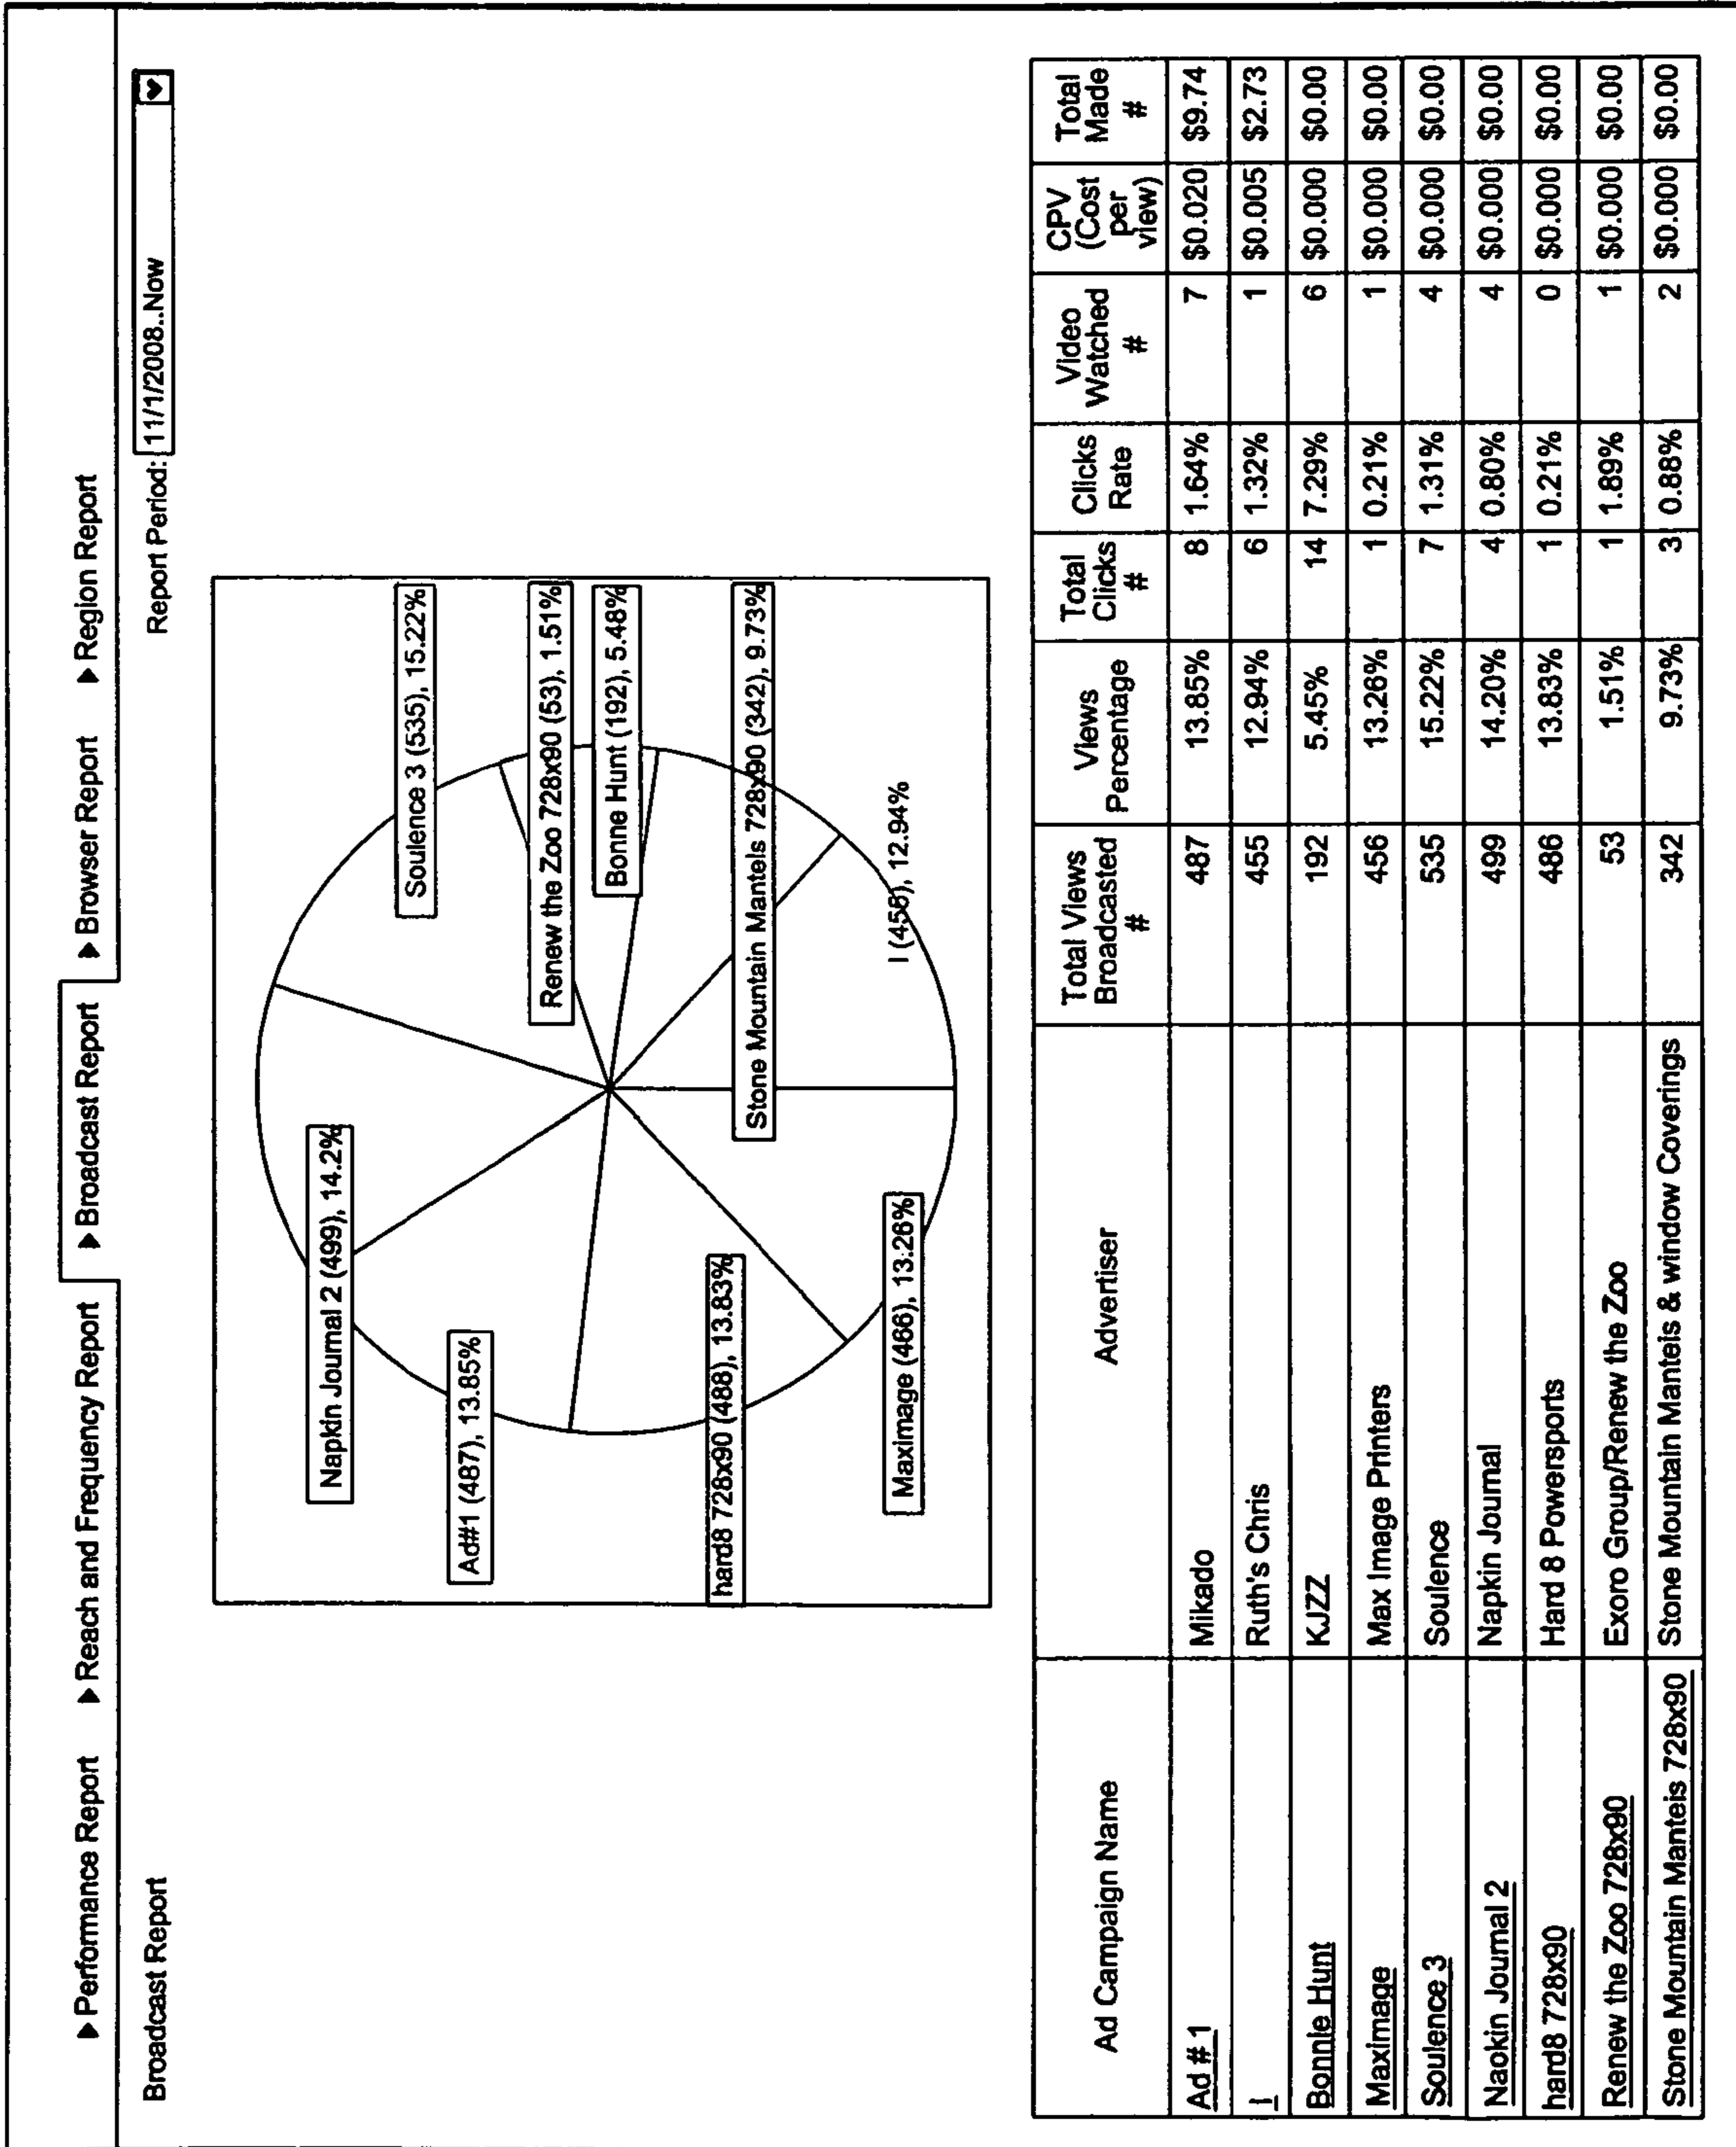 ▶ Performance Report ▶ Reach and Frequency Report ▶ Broadcast Report ▶ Browser Report ▶ Region Report
Broadcast Report
Report Period: 11/1/2008..Now
Napkin Journal 2 (499), 14.2%
Soulence 3 (535), 15.22%
Ad#1 (487), 13.85%
Renew the Zoo 728x90 (53), 1.51%
Bonne Hunt (192), 5.48%
hard8 728x90 (488), 13.83%
Stone Mountain Mantels 728x90 (342), 9.73%
Maximage (466), 13.26%
I (458), 12.94%
Ad Campaign Name Advertiser Total Views Broadcasted # Views Percentage Total Clicks # Clicks Rate Video Watched # CPV (Cost per view) Total Made #
Ad # 1 Mikado 487 13.85% 8 1.64% 7 $0.020 $9.74
I Ruth's Chris 455 12.94% 6 1.32% 1 $0.005 $2.73
Bonnie Hunt KJZZ 192 5.45% 14 7.29% 6 $0.000 $0.00
Maximage Max Image Printers 456 13.26% 1 0.21% 1 $0.000 $0.00
Soulence 3 Soulence 535 15.22% 7 1.31% 4 $0.000 $0.00
Naokin Journal 2 Napkin Journal 499 14.20% 4 0.80% 4 $0.000 $0.00
hard8 728x90 Hard 8 Powersports 486 13.83% 1 0.21% 0 $0.000 $0.00
Renew the Zoo 728x90 Exoro Group/Renew the Zoo 53 1.51% 1 1.89% 1 $0.000 $0.00
Stone Mountain Manteis 728x90 Stone Mountain Manteis & window Coverings 342 9.73% 3 0.88% 2 $0.000 $0.00